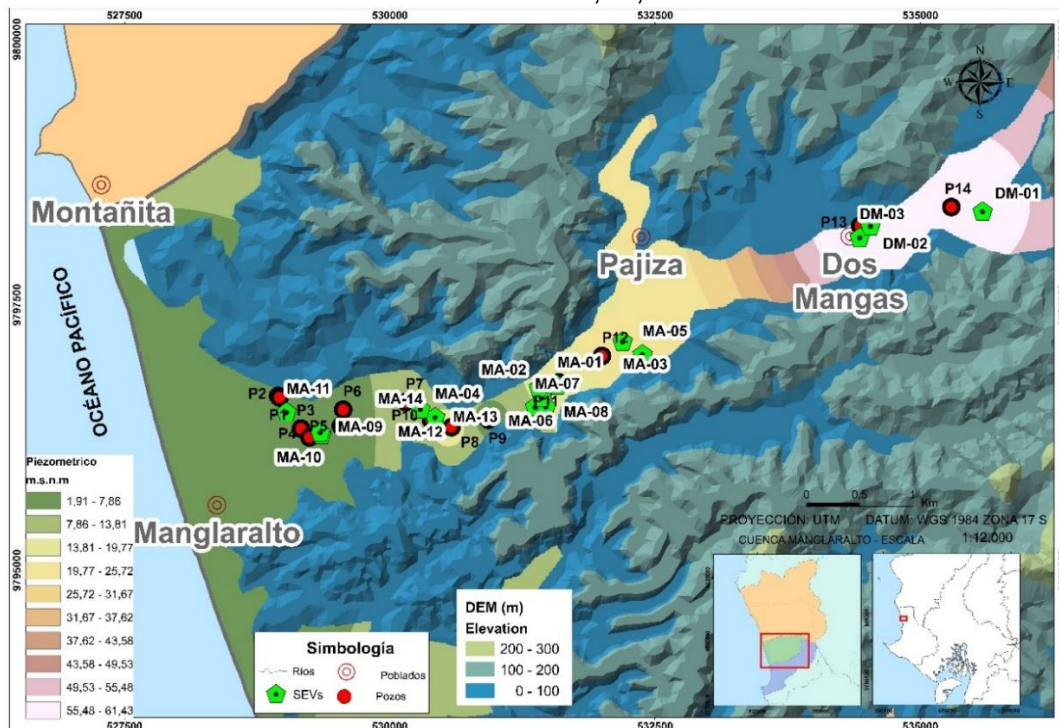 527500
530000
532500
535000
9800000
N
W
E
S
Montañita
Pajiza
P14
DM-01
P13
DM-03
DM-02
Dos
Mangas
9797500
OCÉANO PACÍFICO
P12
MA-05
MA-01
MA-03
MA-02
MA-07
P11
MA-08
MA-06
P2
MA-11
P6
P7
MA-04
MA-14
P1
P3
P10
MA-13
P4
P5
MA-09
MA-12
P8
P9
MA-10
Manglaralto
9795000
Piezometrico
m.s.n.m
1,91 - 7,86
7,86 - 13,81
13,81 - 19,77
19,77 - 25,72
25,72 - 31,67
31,67 - 37,62
37,62 - 43,58
43,58 - 49,53
49,53 - 55,48
55,48 - 61,43
Simbología
Ríos
Poblados
SEVs
Pozos
DEM (m)
Elevation
200 - 300
100 - 200
0 - 100
0
0,5
1
Km
PROYECCIÓN: UTM DATUM: WGS 1984 ZONA 17 S
CUENCA MANGLARALTO - ESCALA 1:12.000
527500
530000
532500
535000